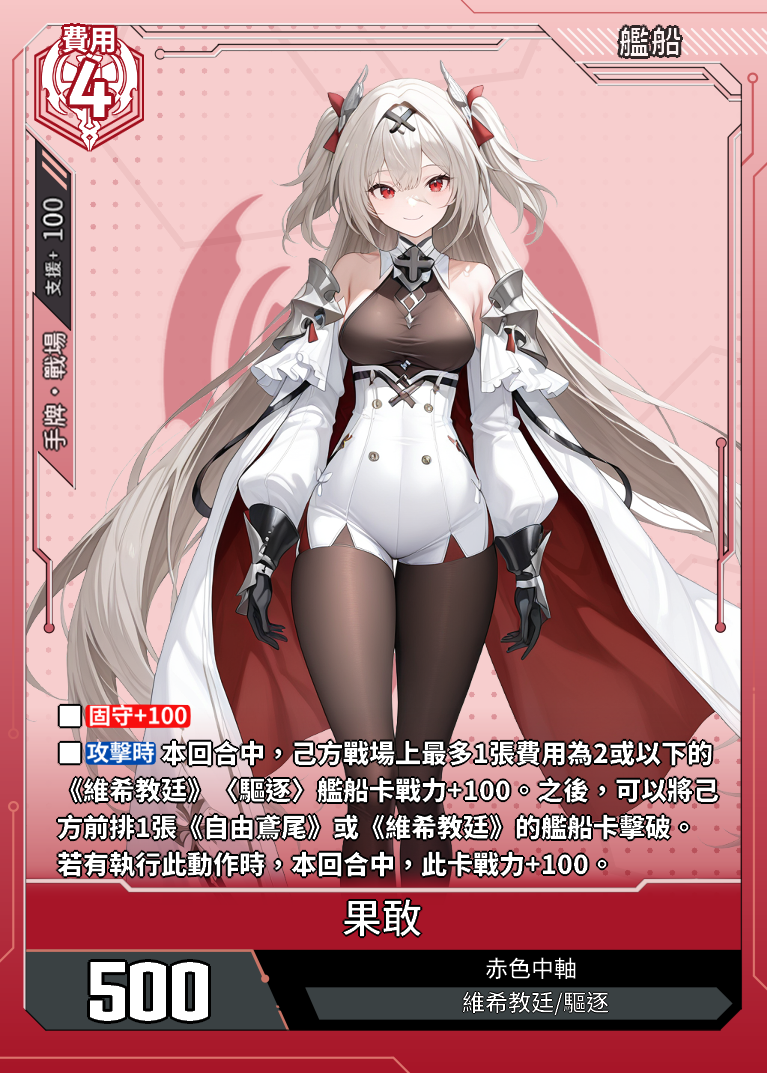 費用
4
艦船
支援+ 100
手牌・戰場
■固守+100
■攻擊時 本回合中，己方戰場上最多1張費用為2或以下的
《維希教廷》〈驅逐〉艦船卡戰力+100。之後，可以將己
方前排1張《自由鳶尾》或《維希教廷》的艦船卡擊破。
若有執行此動作時，本回合中，此卡戰力+100。
果敢
500
赤色中軸
維希教廷/驅逐